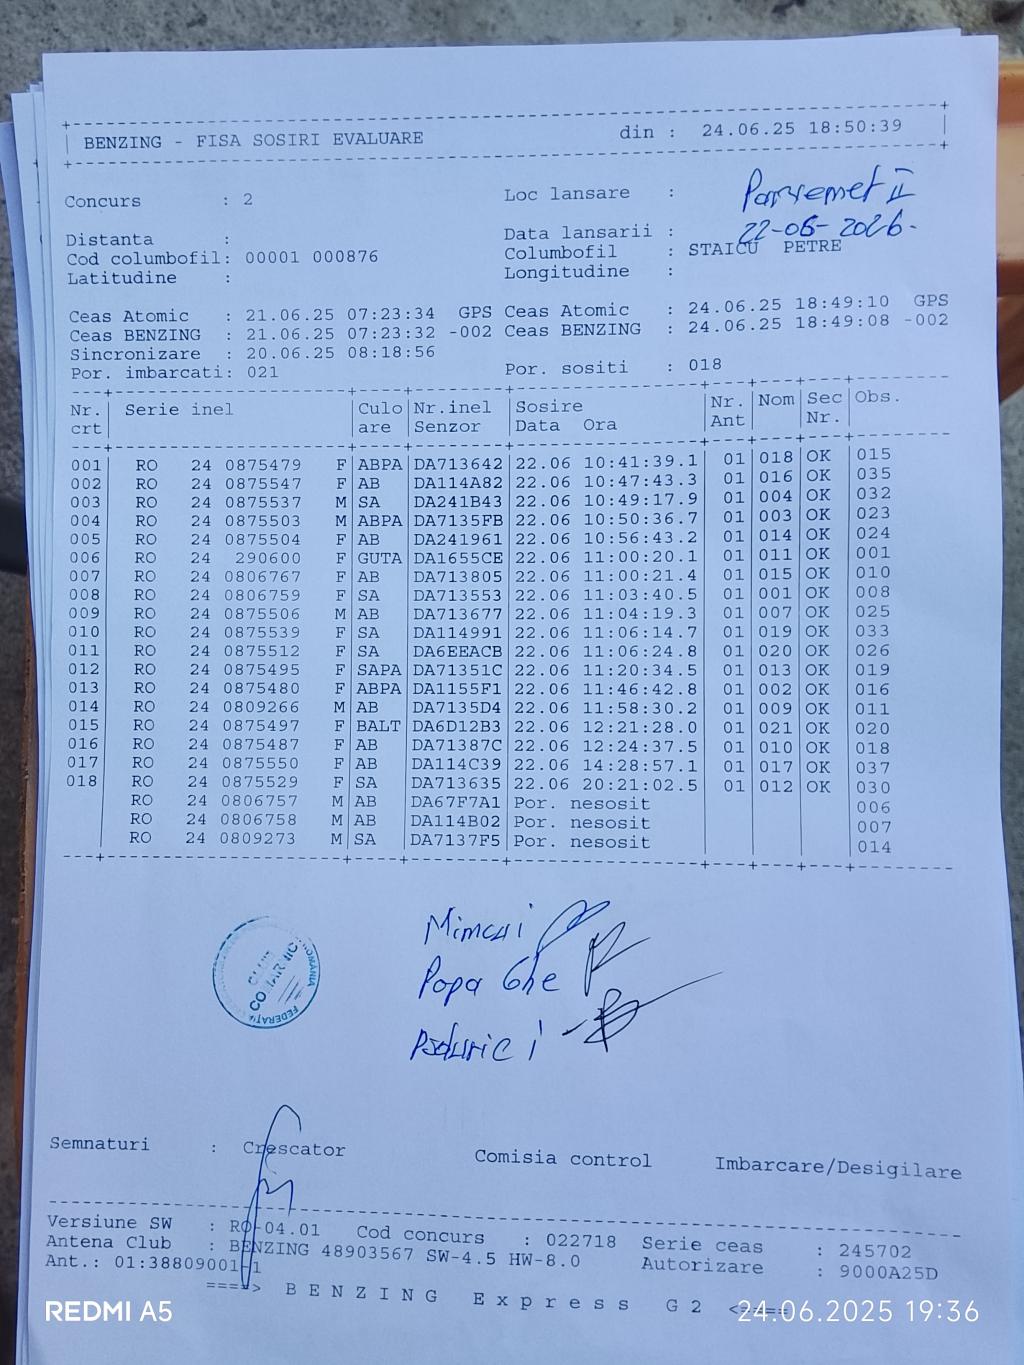 BENZING - FISA SOSIRI EVALUARE din : 24.06.25 18:50:39
Concurs : 2 Loc lansare : II
Distanta : Data lansarii : 22-06-2026.
Cod columbofil: 00001 000876 Columbofil : STAICU PETRE
Latitudine : Longitudine :
Ceas Atomic : 21.06.25 07:23:34 GPS Ceas Atomic : 24.06.25 18:49:10 GPS
Ceas BENZING : 21.06.25 07:23:32 -002 Ceas BENZING : 24.06.25 18:49:08 -002
Sincronizare : 20.06.25 08:18:56
Por. imbarcati: 021 Por. sositi : 018
Nr. Serie inel Culo Nr.inel Sosire Nr. Nom Sec Obs.
crt are Senzor Data Ora Ant Nr.
001 RO 24 0875479 F ABPA DA713642 22.06 10:41:39.1 01 018 OK 015
002 RO 24 0875547 F AB DA114A82 22.06 10:47:43.3 01 016 OK 035
003 RO 24 0875537 M SA DA241B43 22.06 10:49:17.9 01 004 OK 032
004 RO 24 0875503 M ABPA DA7135FB 22.06 10:50:36.7 01 003 OK 023
005 RO 24 0875504 F AB DA241961 22.06 10:56:43.2 01 014 OK 024
006 RO 24 290600 F GUTA DA1655CE 22.06 11:00:20.1 01 011 OK 001
007 RO 24 0806767 F AB DA713805 22.06 11:00:21.4 01 015 OK 010
008 RO 24 0806759 F SA DA713553 22.06 11:03:40.5 01 001 OK 008
009 RO 24 0875506 M AB DA713677 22.06 11:04:19.3 01 007 OK 025
010 RO 24 0875539 F SA DA114991 22.06 11:06:14.7 01 019 OK 033
011 RO 24 0875512 F SA DA6EEACB 22.06 11:06:24.8 01 020 OK 026
012 RO 24 0875495 F SAPA DA71351C 22.06 11:20:34.5 01 013 OK 019
013 RO 24 0875480 F ABPA DA1155F1 22.06 11:46:42.8 01 002 OK 016
014 RO 24 0809266 M AB DA7135D4 22.06 11:58:30.2 01 009 OK 011
015 RO 24 0875497 F BALT DA6D12B3 22.06 12:21:28.0 01 021 OK 020
016 RO 24 0875487 F AB DA71387C 22.06 12:24:37.5 01 010 OK 018
017 RO 24 0875550 F AB DA114C39 22.06 14:28:57.1 01 017 OK 037
018 RO 24 0875529 F SA DA713635 22.06 20:21:02.5 01 012 OK 030
RO 24 0806757 M AB DA67F7A1 Por. nesosit 006
RO 24 0806758 M AB DA114B02 Por. nesosit 007
RO 24 0809273 M SA DA7137F5 Por. nesosit 014
Popa Ghe
Semnaturi : Crescator Comisia control Imbarcare/Desigilare
Versiune SW : RO-04.01 Cod concurs : 022718 Serie ceas : 245702
Antena Club : BENZING 48903567 SW-4.5 HW-8.0 Autorizare : 9000A25D
Ant.: 01:38809001-1
====> BENZING Express G2 <====
REDMI A5 24.06.2025 19:36